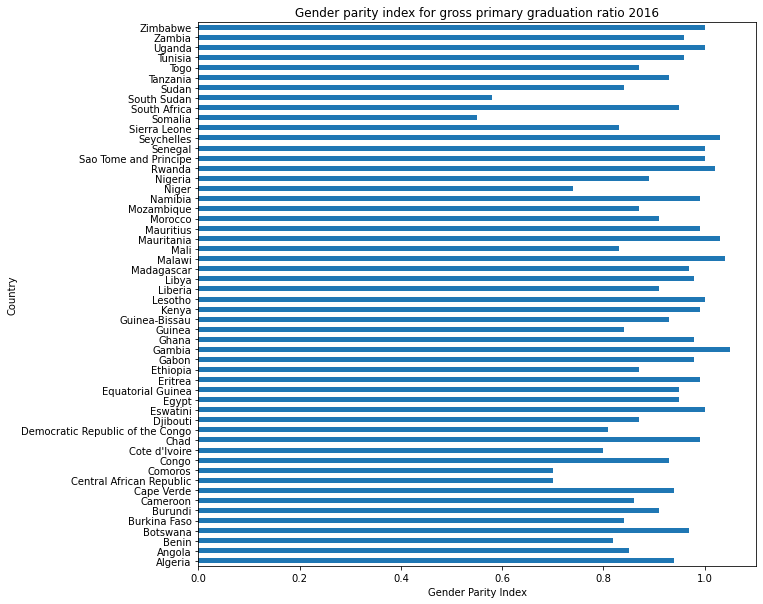 Gender parity index for gross primary graduation ratio 2016
Zimbabwe
Zambia
Uganda
Tunisia
Togo
Tanzania
Sudan
South Sudan
South Africa
Somalia
Sierra Leone
Seychelles
Senegal
Sao Tome and Principe
Rwanda
Nigeria
Niger
Namibia
Mozambique
Morocco
Mauritius
Mauritania
Mali
Malawi
Madagascar
Libya
Liberia
Lesotho
Kenya
Guinea-Bissau
Guinea
Ghana
Gambia
Gabon
Ethiopia
Eritrea
Equatorial Guinea
Egypt
Eswatini
Djibouti
Democratic Republic of the Congo
Chad
Cote d'Ivoire
Congo
Comoros
Central African Republic
Cape Verde
Cameroon
Burundi
Burkina Faso
Botswana
Benin
Angola
Algeria
Country
0.0 0.2 0.4 0.6 0.8 1.0
Gender Parity Index